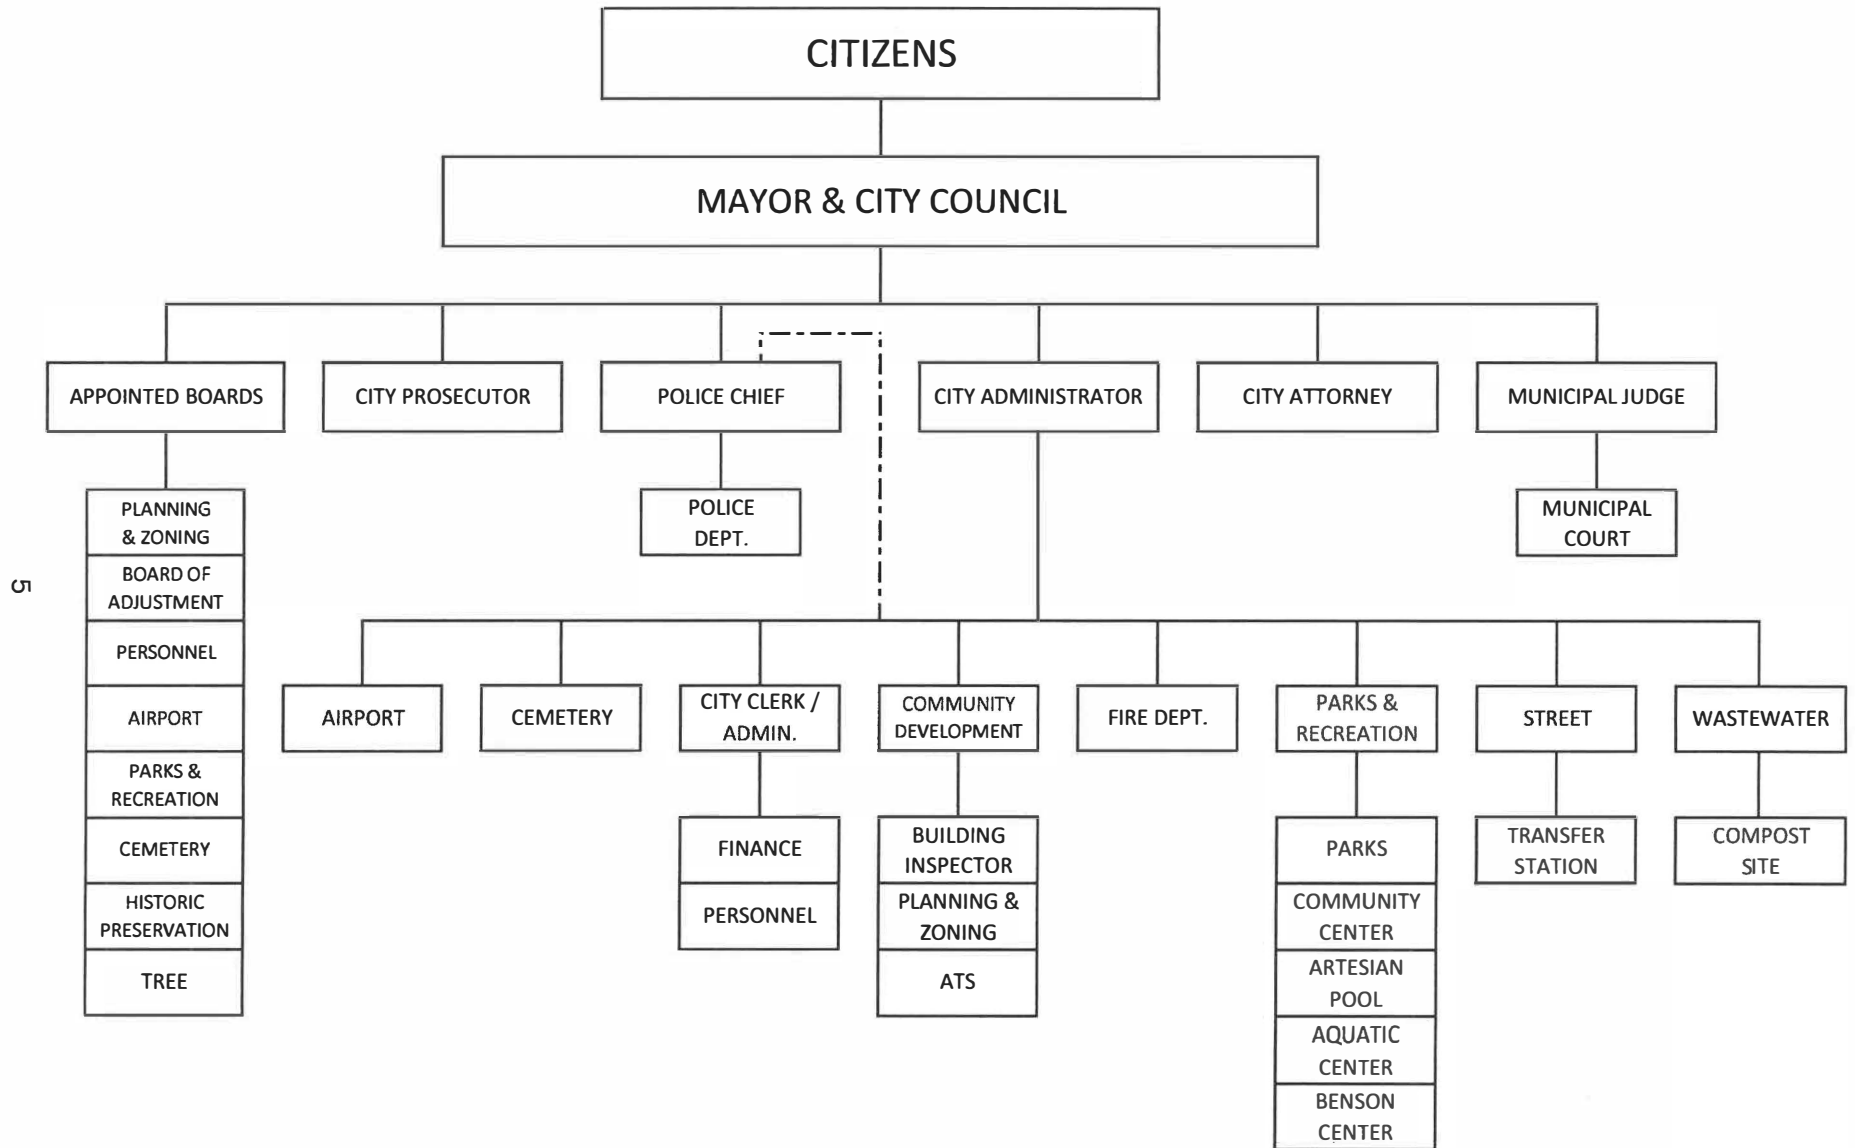 CITIZENS
MAYOR & CITY COUNCIL
APPOINTED BOARDS
CITY PROSECUTOR
POLICE CHIEF
CITY ADMINISTRATOR
CITY ATTORNEY
MUNICIPAL JUDGE
PLANNING
& ZONING
BOARD OF
ADJUSTMENT
PERSONNEL
AIRPORT
PARKS &
RECREATION
CEMETERY
HISTORIC
PRESERVATION
TREE
POLICE
DEPT.
MUNICIPAL
COURT
5
AIRPORT
CEMETERY
CITY CLERK /
ADMIN.
COMMUNITY
DEVELOPMENT
FIRE DEPT.
PARKS &
RECREATION
STREET
WASTEWATER
FINANCE
PERSONNEL
BUILDING
INSPECTOR
PLANNING &
ZONING
ATS
PARKS
COMMUNITY
CENTER
ARTESIAN
POOL
AQUATIC
CENTER
BENSON
CENTER
TRANSFER
STATION
COMPOST
SITE